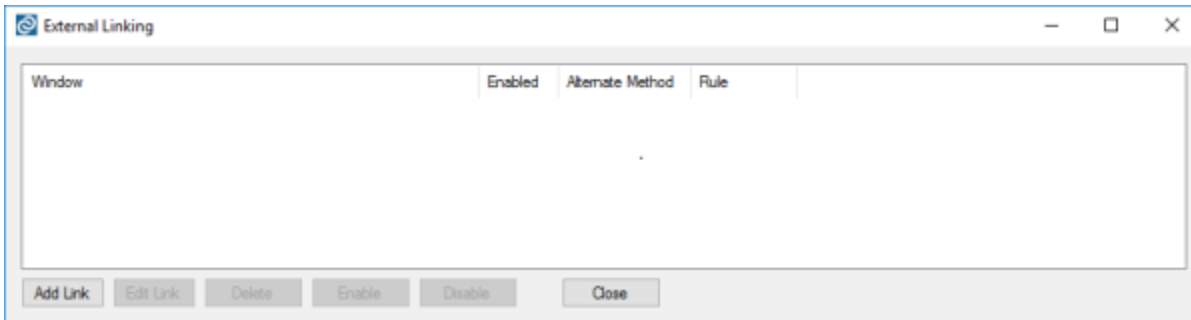 External Linking
Window Enabled Alternate Method Rule
Add Link Edit Link Delete Enable Disable Close